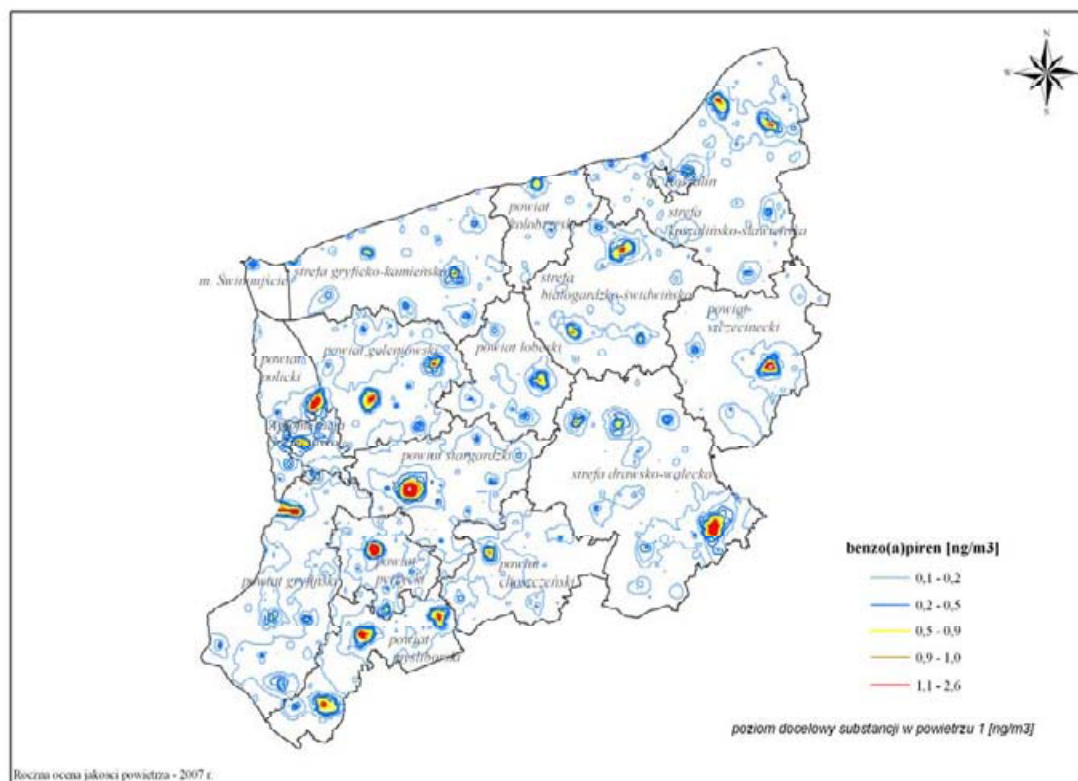 N
W
S
powiat
kołobrzeski
m. Koszalin
strefa
koszalińsko-sławieńska
m. Świnoujście
strefa gryficko-kamieńska
strefa
białogardzko-świdwińska
powiat
szczecinecki
powiat goleniowski
powiat łobeski
powiat
policki
Aglomeracja
powiat stargardzki
strefa drawsko-wałecka
benzo(a)piren [ng/m3]
0,1 - 0,2
0,2 - 0,5
0,5 - 0,9
0,9 - 1,0
1,1 - 2,6
powiat
pyrzycki
powiat
choszczeński
powiat gryfiński
powiat
myśliborski
poziom docelowy substancji w powietrzu 1 [ng/m3]
Roczna ocena jakości powietrza - 2007 r.